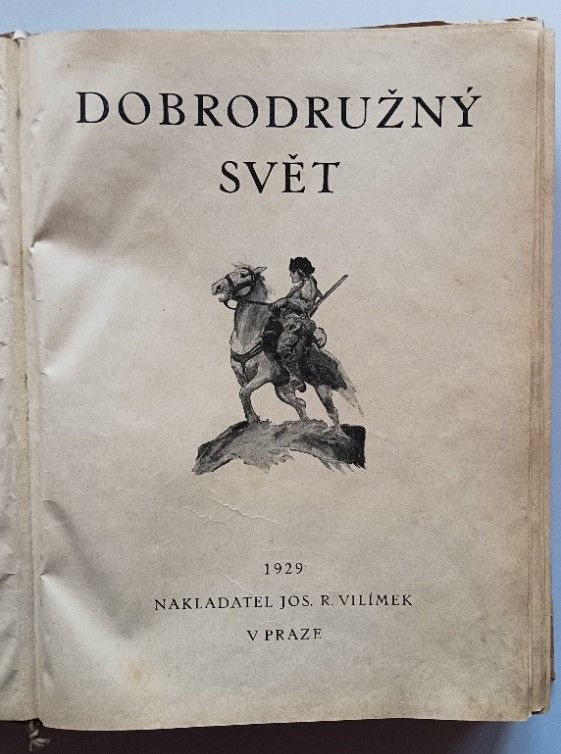 DOBRODRUŽNÝ
SVĚT
1929
NAKLADATEL JOS. R. VILÍMEK
V PRAZE